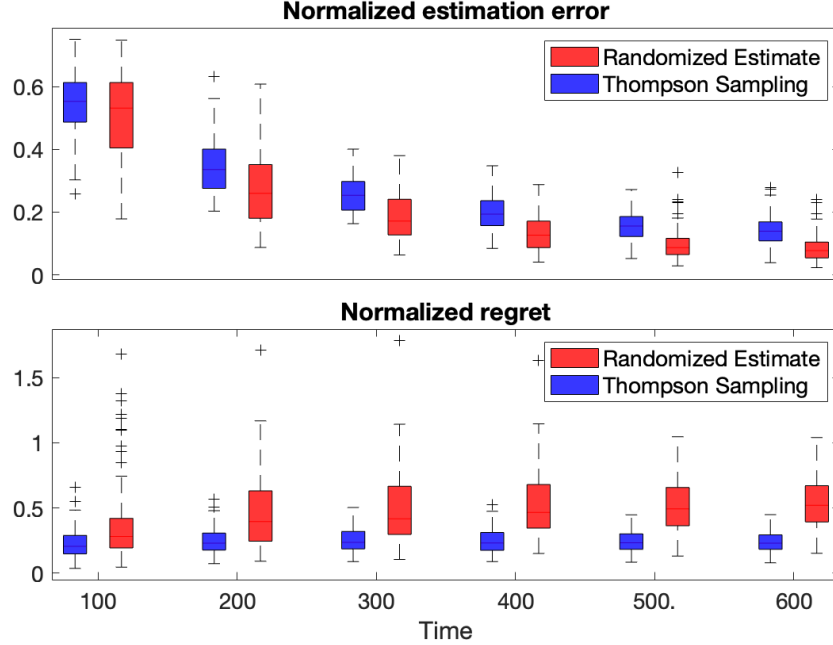 Normalized estimation error
Randomized Estimate
Thompson Sampling
0.6
0.4
0.2
0
Normalized regret
Randomized Estimate
Thompson Sampling
1.5
1
0.5
0
100 200 300 400 500. 600
Time